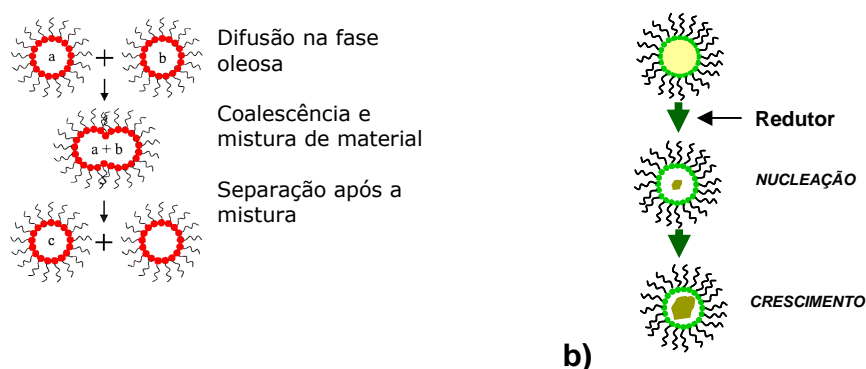 a
+
b
Difusão na fase
oleosa
a + b
Coalescência e
mistura de material
c
+
Separação após a
mistura
Redutor
NUCLEAÇÃO
CRESCIMENTO
b)